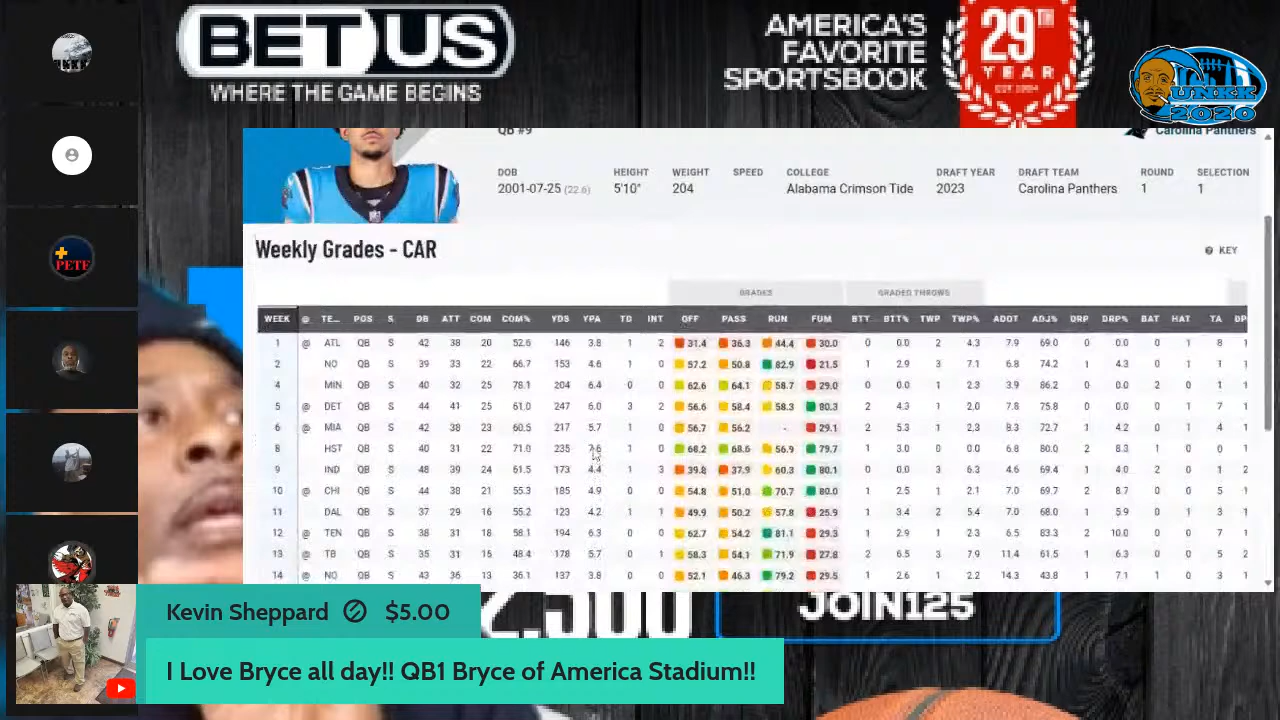 BETUS
WHERE THE GAME BEGINS
AMERICA'S
FAVORITE
SPORTSBOOK
29TH
YEAR
QUNKK
2020
PETE
QB #9
Carolina Panthers
DOB HEIGHT WEIGHT SPEED COLLEGE DRAFT YEAR DRAFT TEAM ROUND SELECTION
2001-07-25 (22.6) 5'10" 204 Alabama Crimson Tide 2023 Carolina Panthers 1 1
Weekly Grades - CAR
KEY
GRADES GRADED THROWS
WEEK @ TE... POS S DB ATT COM COM% YDS YPA TD INT OFF PASS RUN FUM BTT BTT% TWP TWP% ADOT ADJ% DRP DRP% BAT HAT TA
1 @ ATL QB S 42 38 20 52.6 146 3.8 1 2 31.4 36.3 44.4 30.0 0 0.0 2 4.3 7.9 69.0 0 0.0 0 1 8 1
2 NO QB S 39 33 22 66.7 153 4.6 1 0 57.2 50.8 82.9 21.5 1 2.9 3 7.1 6.8 74.2 1 4.3 0 1 4 1
4 MIN QB S 40 32 25 78.1 204 6.4 0 0 62.6 64.1 58.7 29.0 0 0.0 1 2.3 3.9 86.2 0 0.0 2 0 2 1
5 @ DET QB S 44 41 25 61.0 247 6.0 3 2 56.6 58.4 58.3 80.3 2 4.3 1 2.0 7.8 75.8 0 0.0 0 1 7 1
6 @ MIA QB S 42 38 23 60.5 217 5.7 1 0 56.7 56.2 - 29.1 2 5.3 1 2.3 8.3 72.7 1 4.2 0 1 4 1
8 HST QB S 40 31 22 71.0 235 7.6 1 0 68.2 68.6 56.9 79.7 1 3.0 0 0.0 6.8 80.0 2 8.3 1 0 0 1
9 IND QB S 48 39 24 61.5 173 4.4 1 3 39.8 37.9 60.3 80.1 0 0.0 3 6.3 4.6 69.4 1 4.0 2 0 1 2
10 @ CHI QB S 44 38 21 55.3 185 4.9 0 0 54.8 51.0 70.7 80.0 1 2.5 1 2.1 7.0 69.7 2 8.7 0 0 5 1
11 DAL QB S 37 29 16 55.2 123 4.2 1 1 49.9 50.2 57.8 25.9 1 3.4 2 5.4 7.0 68.0 1 5.9 0 1 3 1
12 @ TEN QB S 38 31 18 58.1 194 6.3 0 0 62.7 54.2 81.1 29.3 1 2.9 1 2.3 6.5 83.3 2 10.0 0 0 7 1
13 @ TB QB S 35 31 15 48.4 178 5.7 0 1 58.3 54.1 71.9 27.8 2 6.5 3 7.9 11.4 61.5 1 6.3 0 0 5 2
14 @ NO QB S 43 36 13 36.1 137 3.8 0 0 52.1 46.3 79.2 29.5 1 2.6 2.2 14.3 43.8 1 7.1 1 0 3 1
2,500
JOIN125
Kevin Sheppard $5.00
I Love Bryce all day!! QB1 Bryce of America Stadium!!